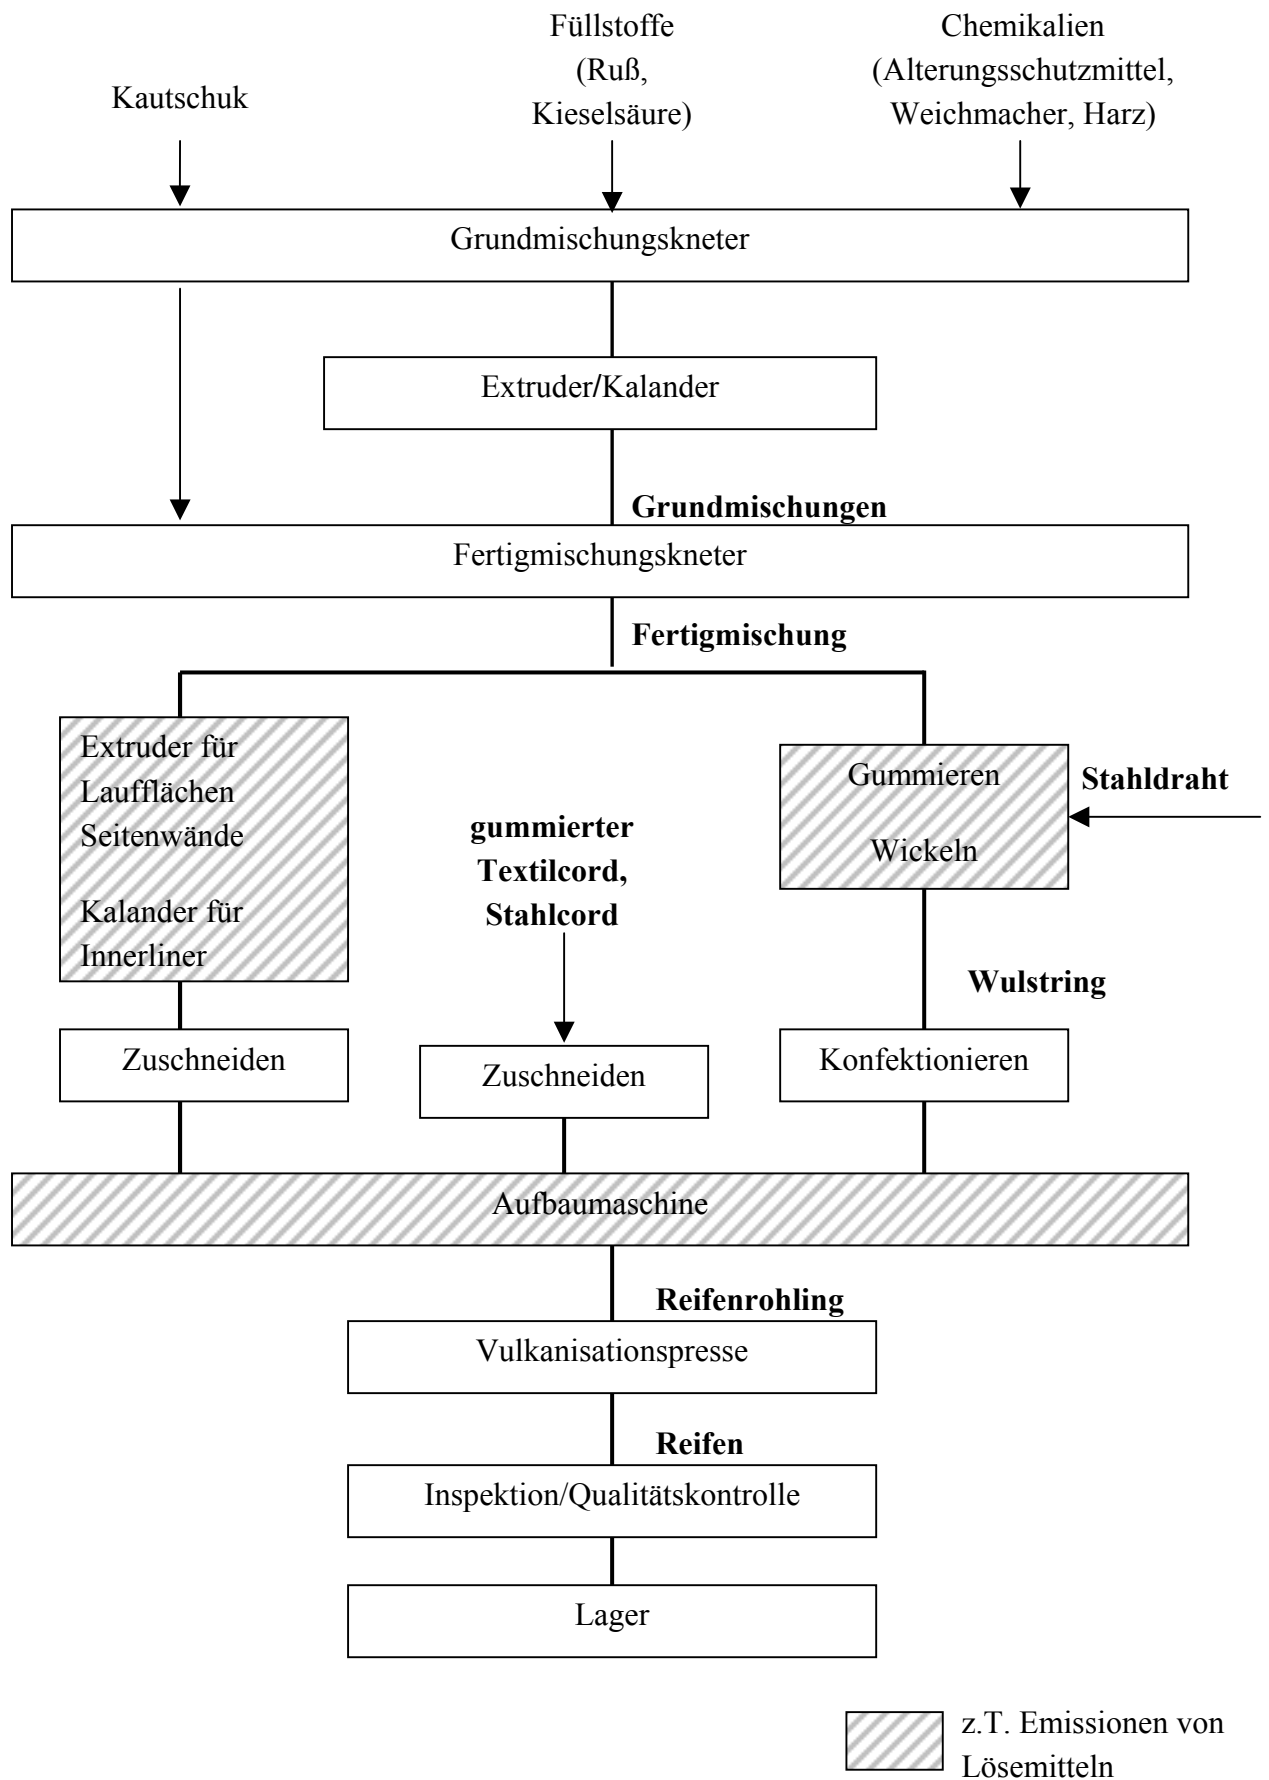 Kautschuk
Füllstoffe
(Ruß,
Kieselsäure)
Chemikalien
(Alterungsschutzmittel,
Weichmacher, Harz)
Grundmischungskneter
Extruder/Kalander
Grundmischungen
Fertigmischungskneter
Fertigmischung
Extruder für
Laufflächen
Seitenwände
Kalander für
Innerliner
gummierter
Textilcord,
Stahlcord
Gummieren
Wickeln
Stahldraht
Wulstring
Zuschneiden
Zuschneiden
Konfektionieren
Aufbaumaschine
Reifenrohling
Vulkanisationspresse
Reifen
Inspektion/Qualitätskontrolle
Lager
z.T. Emissionen von
Lösemitteln